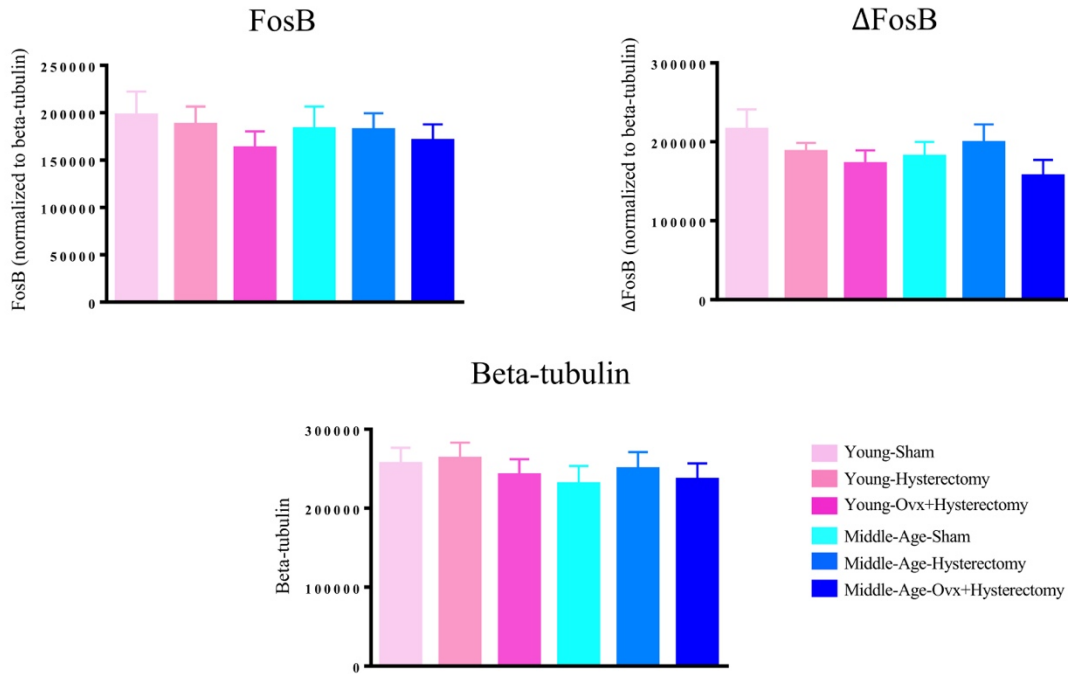 FosB
FosB (normalized to beta-tubulin)
250000
200000
150000
100000
50000
0
ΔFosB
ΔFosB (normalized to beta-tubulin)
300000
200000
100000
0
Beta-tubulin
Beta-tubulin
300000
200000
100000
0
Young-Sham
Young-Hysterectomy
Young-Ovx+Hysterectomy
Middle-Age-Sham
Middle-Age-Hysterectomy
Middle-Age-Ovx+Hysterectomy